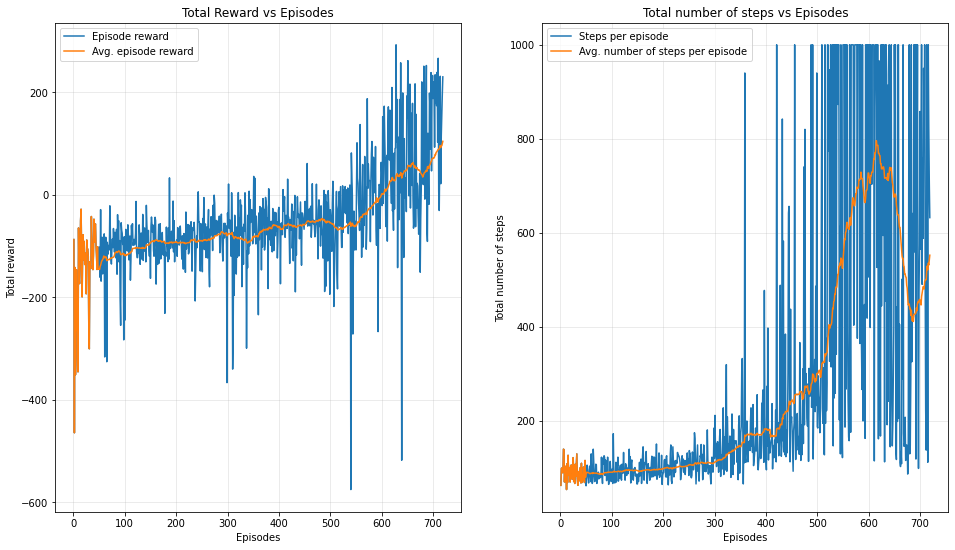 Total Reward vs Episodes
Episode reward
Avg. episode reward
Total reward
200
0
−200
−400
−600
0 100 200 300 400 500 600 700
Episodes
Total number of steps vs Episodes
Steps per episode
Avg. number of steps per episode
Total number of steps
1000
800
600
400
200
0 100 200 300 400 500 600 700
Episodes